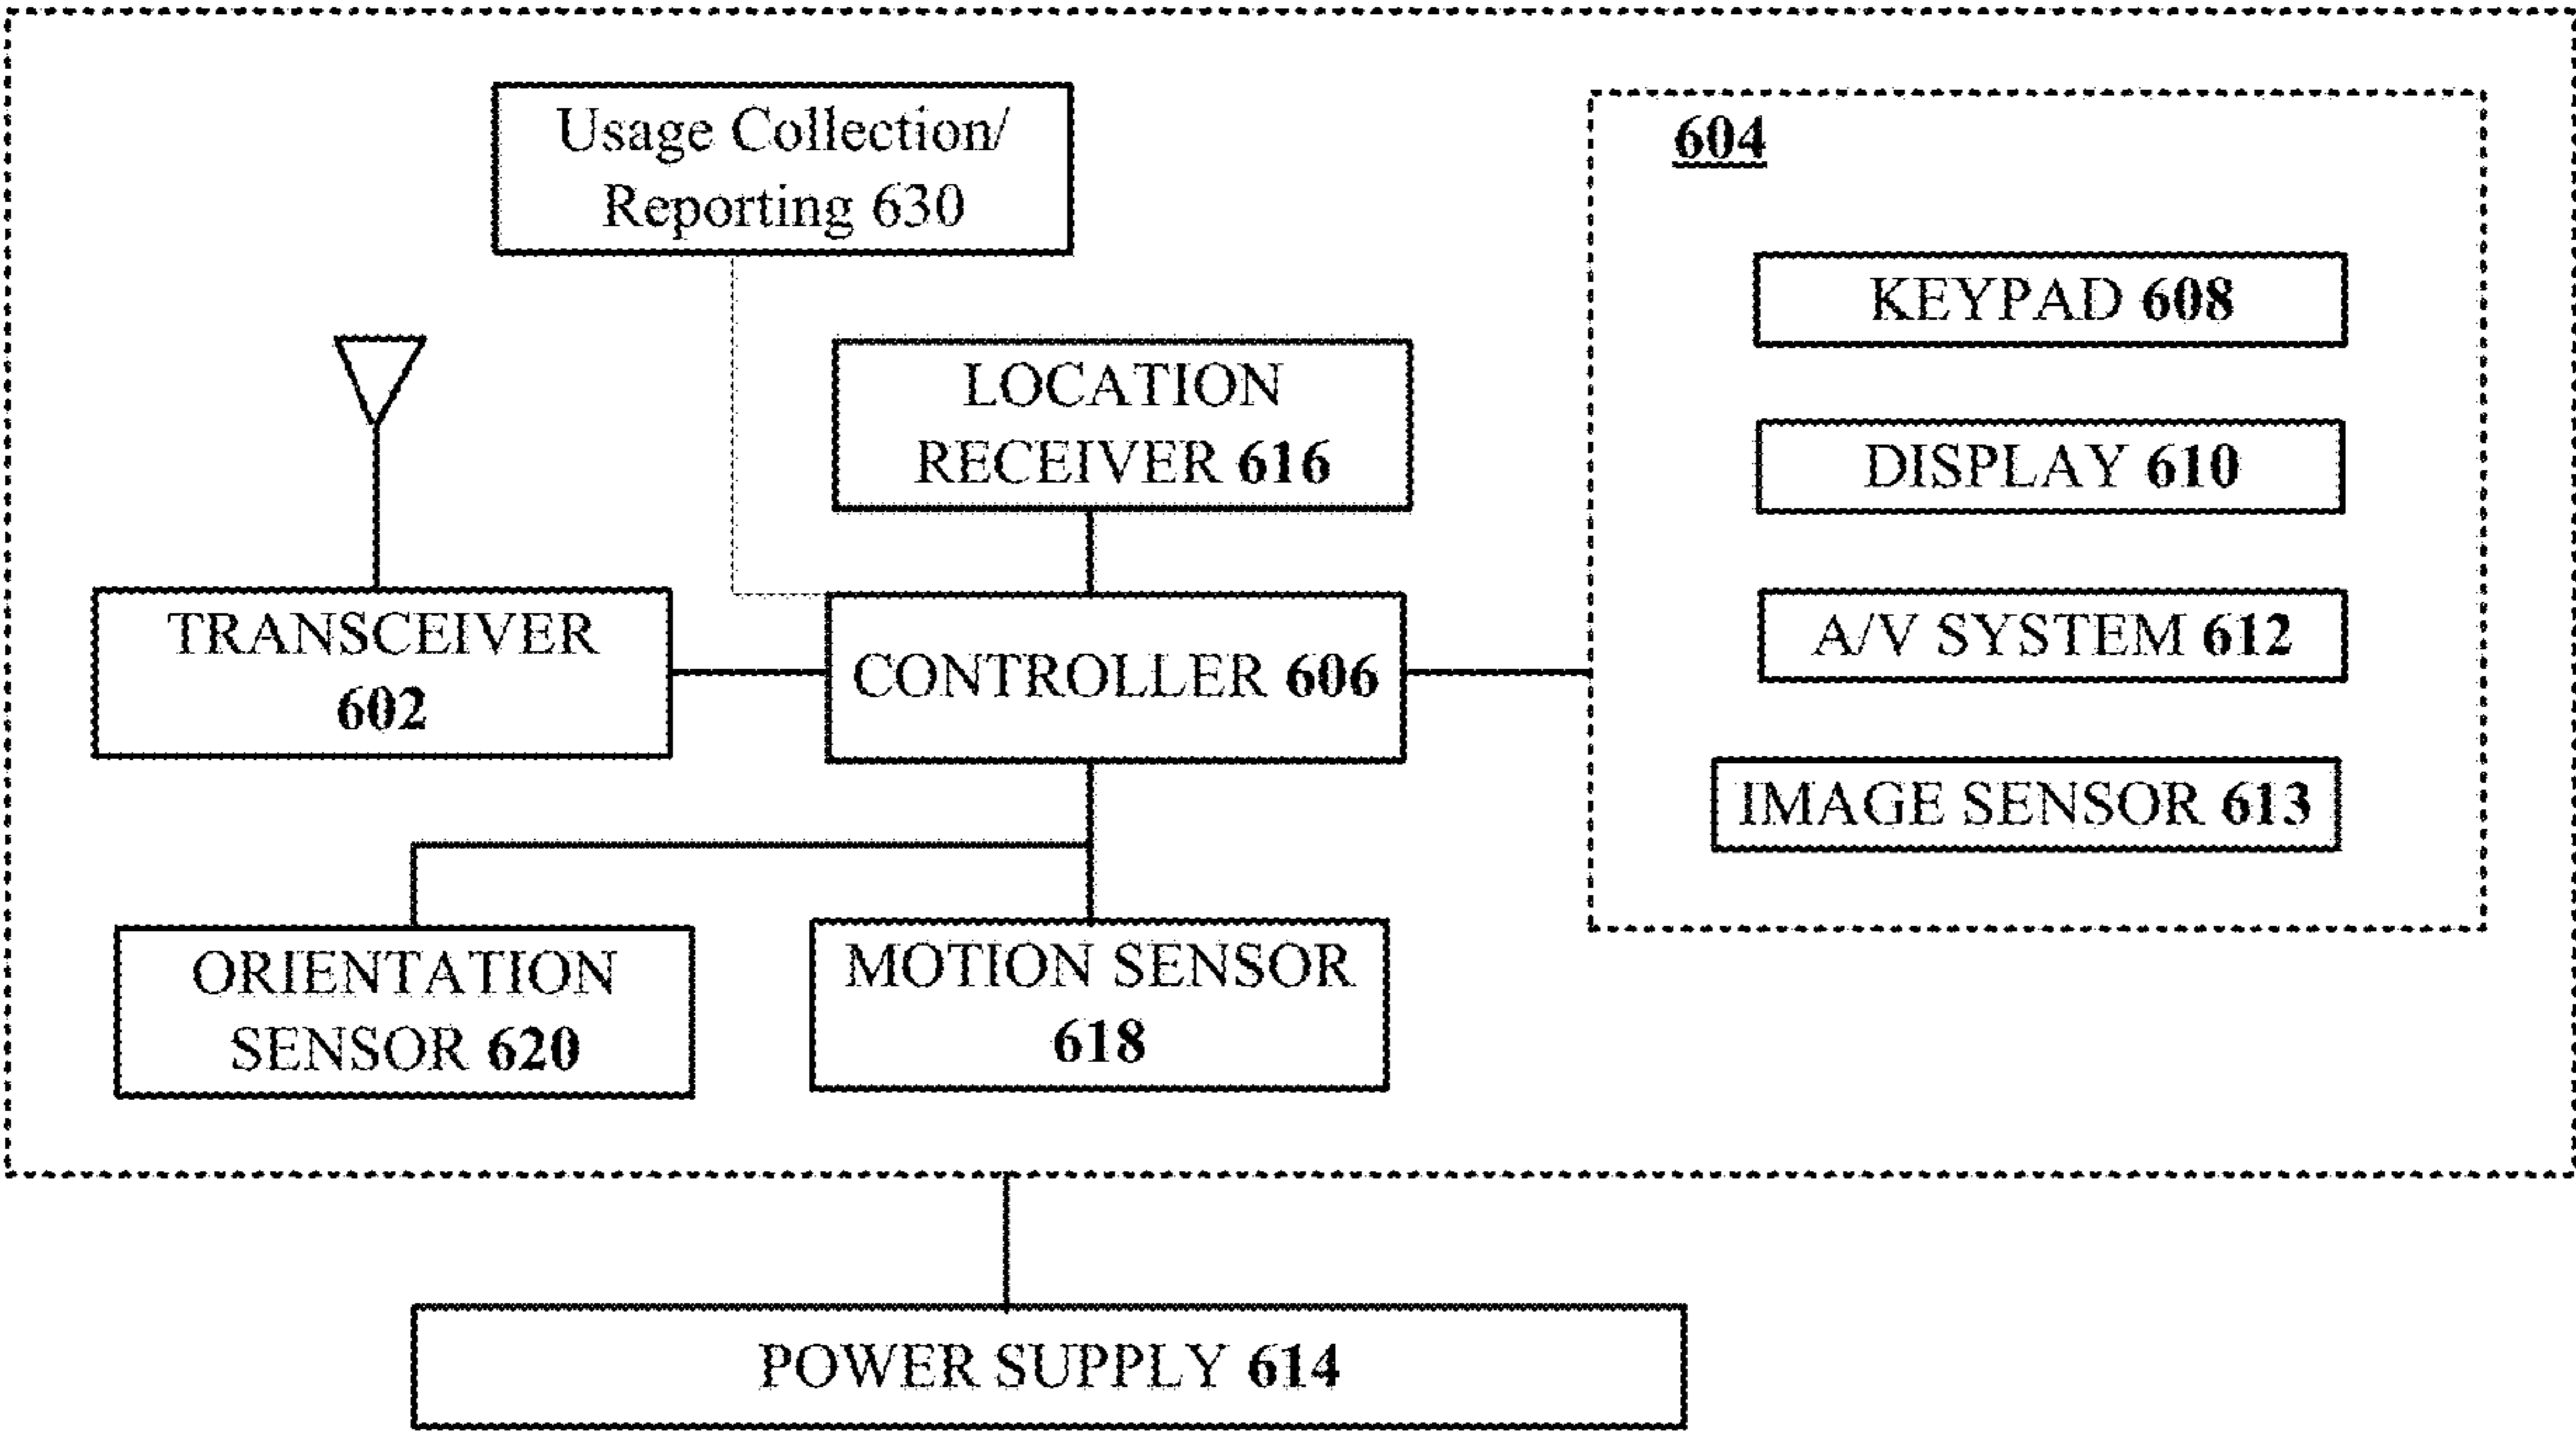 Usage Collection/
Reporting 630
604
KEYPAD 608
LOCATION
RECEIVER 616
DISPLAY 610
TRANSCEIVER
602
CONTROLLER 606
A/V SYSTEM 612
IMAGE SENSOR 613
ORIENTATION
SENSOR 620
MOTION SENSOR
618
POWER SUPPLY 614